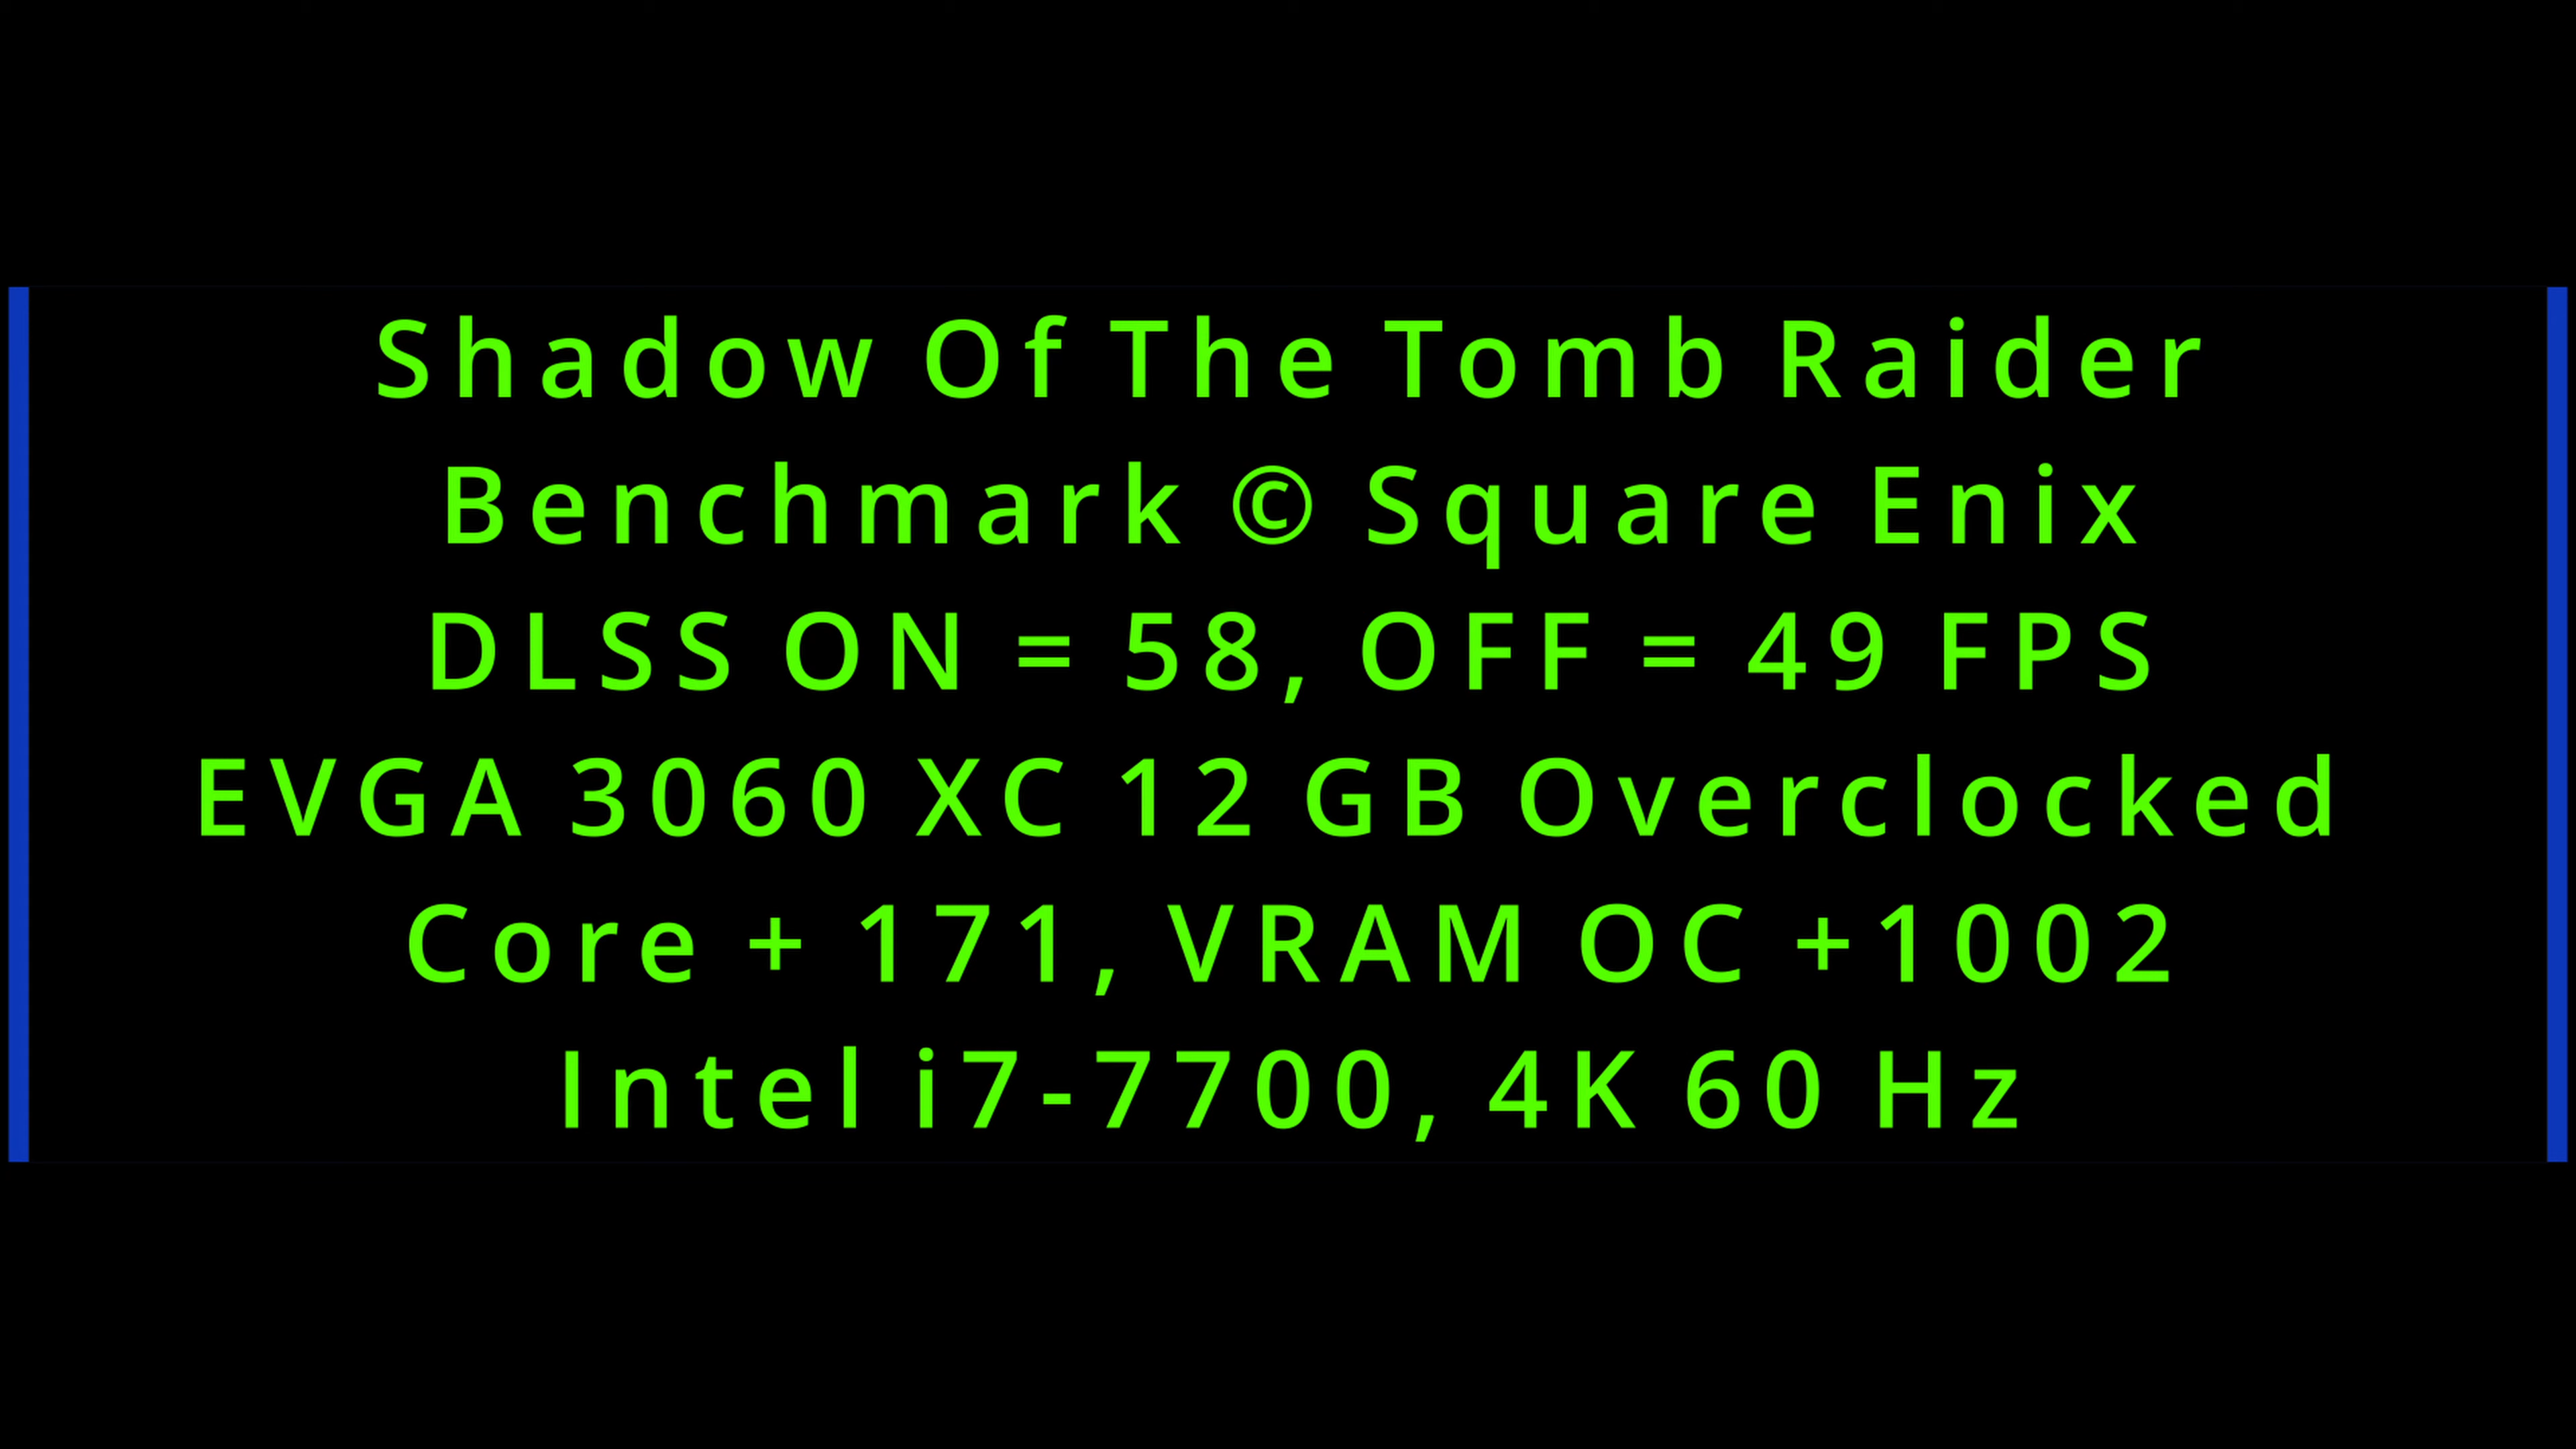 Shadow Of The Tomb Raider
Benchmark © Square Enix
DLSS ON = 58, OFF = 49 FPS
EVGA 3060 XC 12 GB Overclocked
Core + 171, VRAM OC +1002
Intel i7-7700, 4K 60 Hz